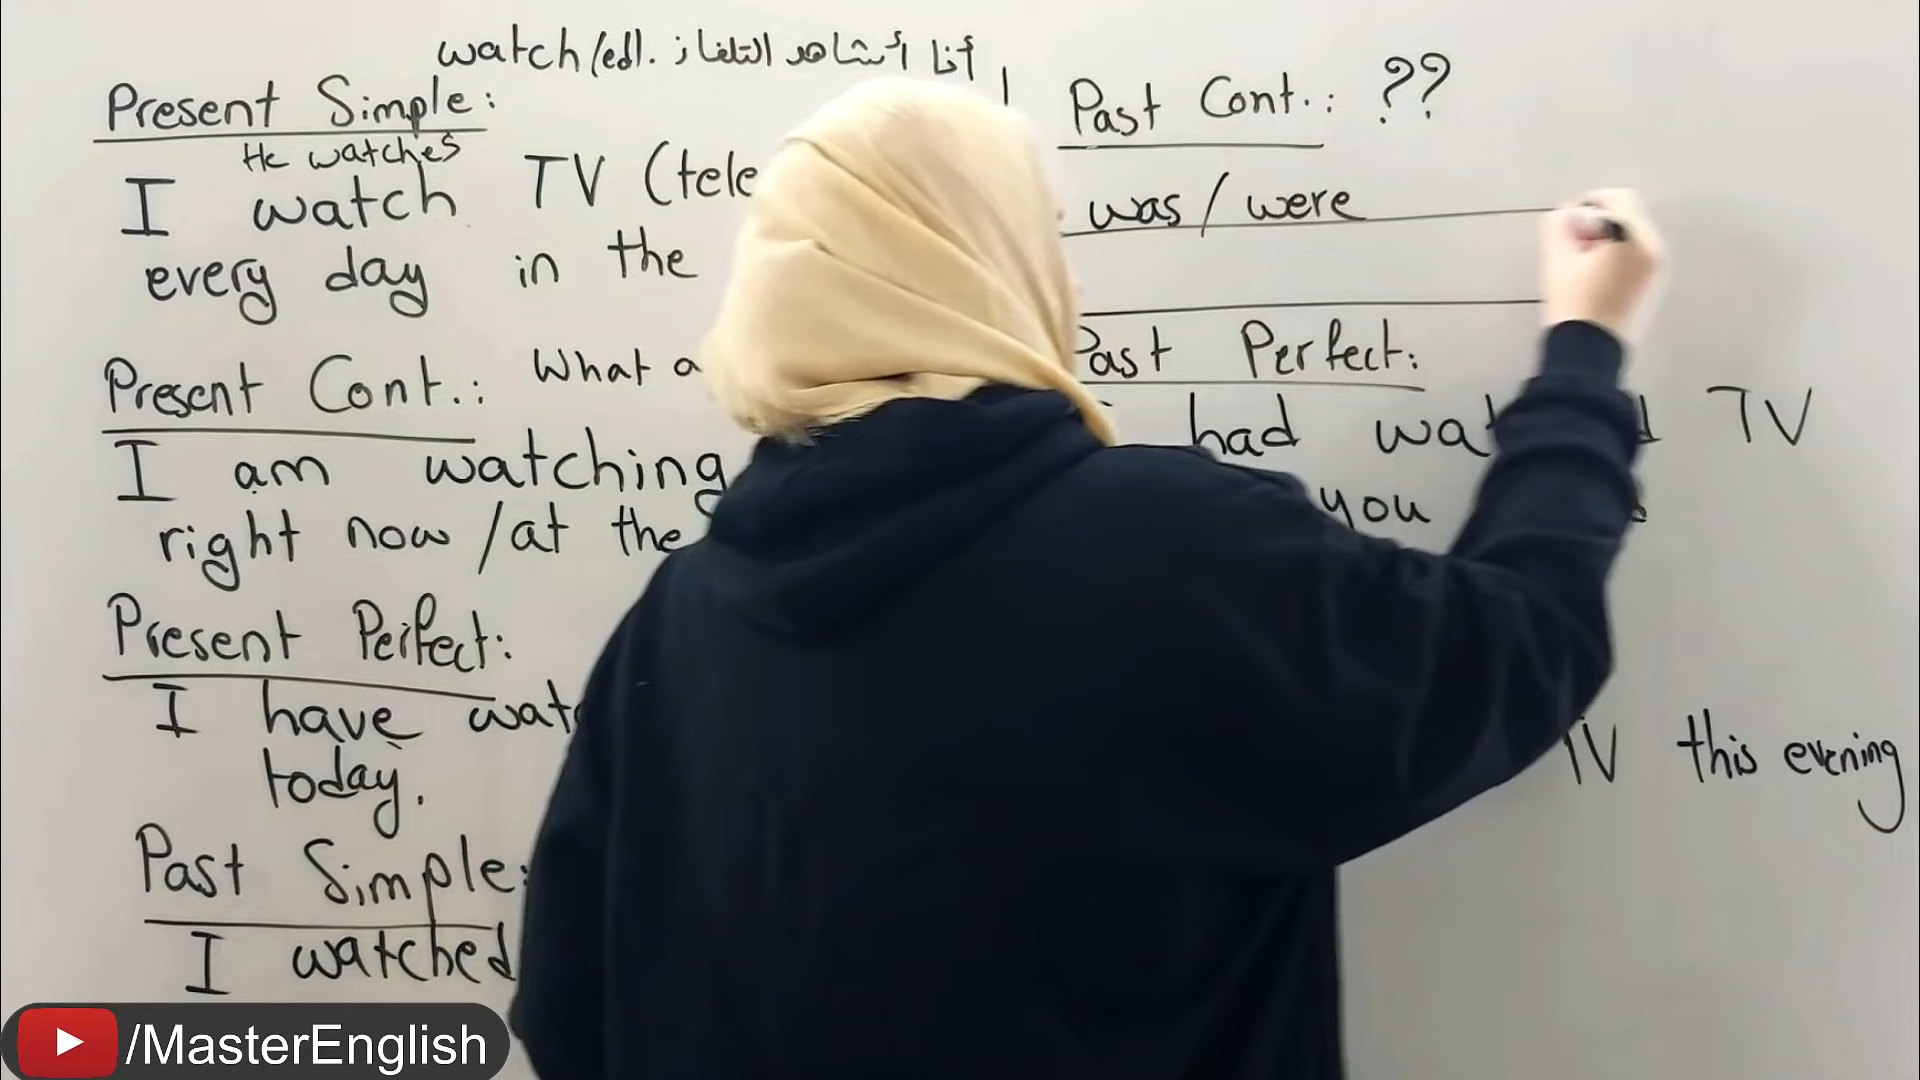 watch/ed/. أنا أشاهد التلفاز
Present Simple:
He watches
I watch TV (tele
every day in the
Present Cont.: What a
I am watching
right now /at the
Present Perfect:
I have watc
today.
Past Simple:
I watched
Past Cont.: ??
was / were
Past Perfect:
had wat d TV
you
TV this evening
/MasterEnglish